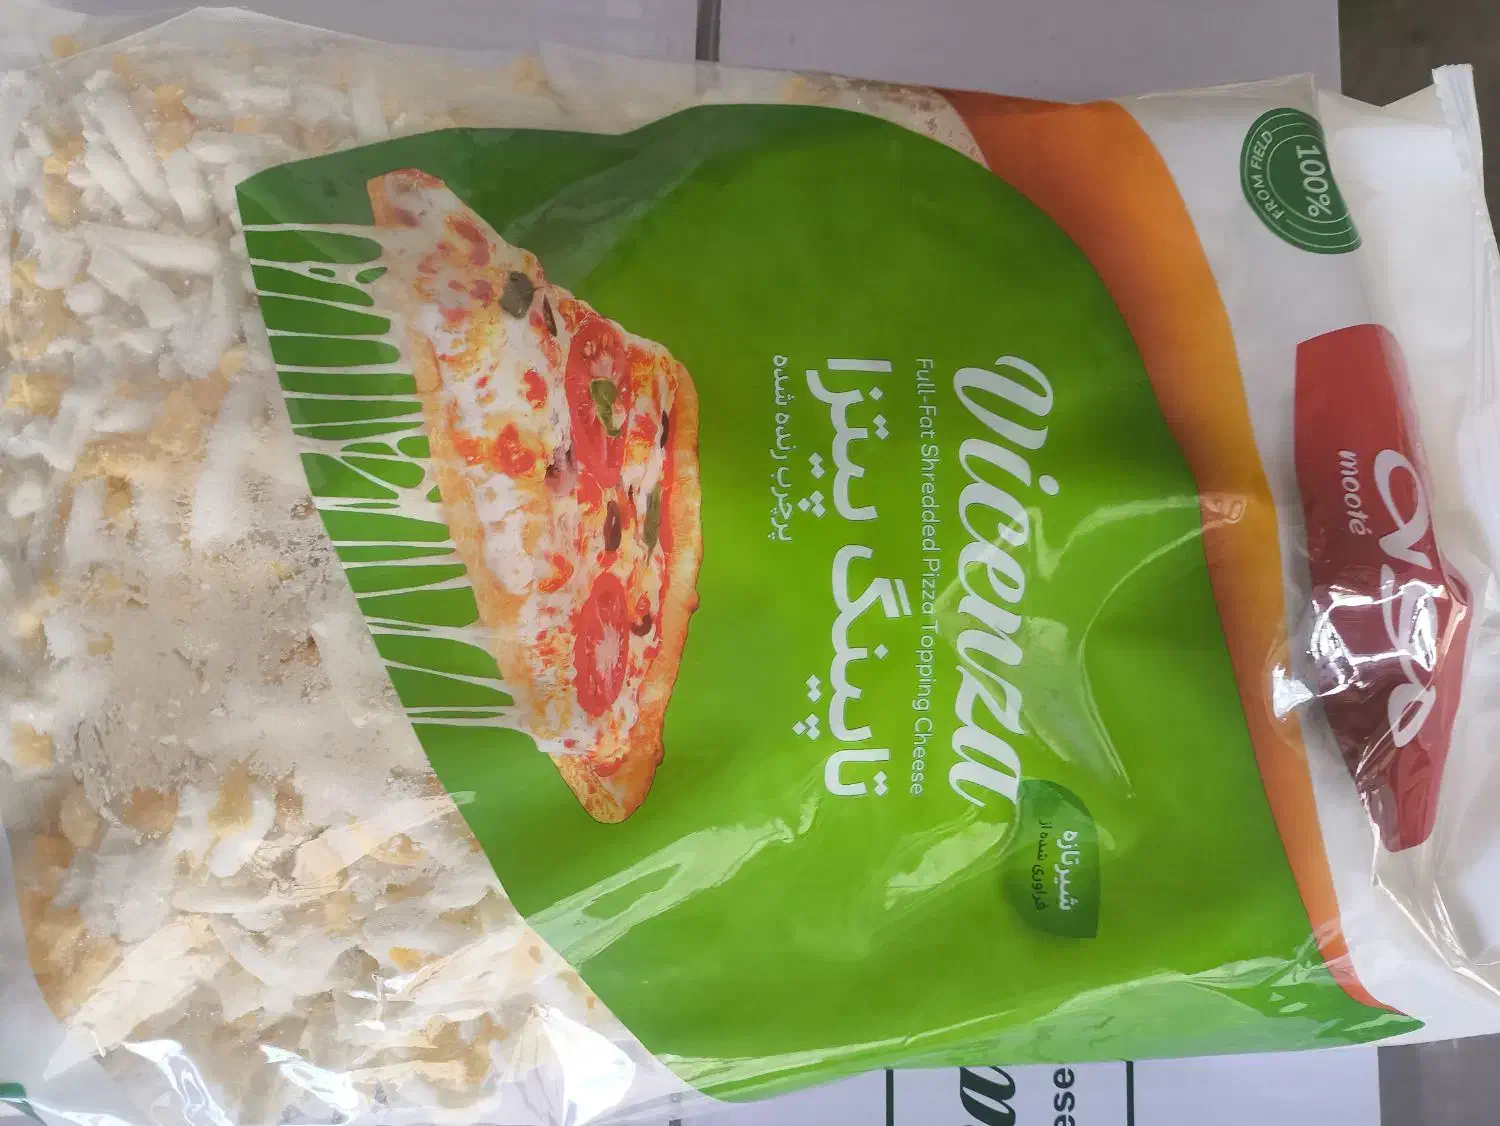 100%
FROM FIELD
موته
mooté
Vicenza
Full-Fat Shredded Pizza Topping Cheese
تاپینگ پیتزا
پرچرب رنده شده
فراوری شده از
شیر تازه